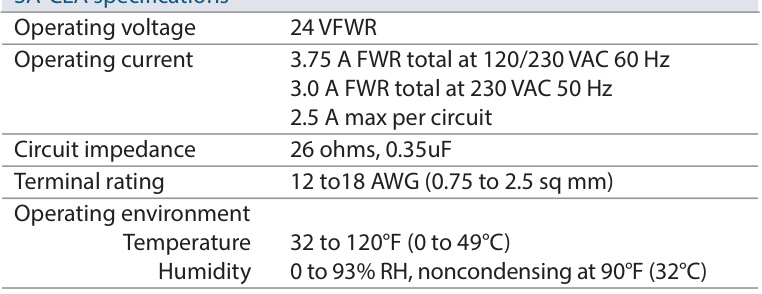 Operating voltage 24 VFWR
Operating current 3.75 A FWR total at 120/230 VAC 60 Hz
3.0 A FWR total at 230 VAC 50 Hz
2.5 A max per circuit
Circuit impedance 26 ohms, 0.35uF
Terminal rating 12 to18 AWG (0.75 to 2.5 sq mm)
Operating environment
Temperature 32 to 120°F (0 to 49°C)
Humidity 0 to 93% RH, noncondensing at 90°F (32°C)